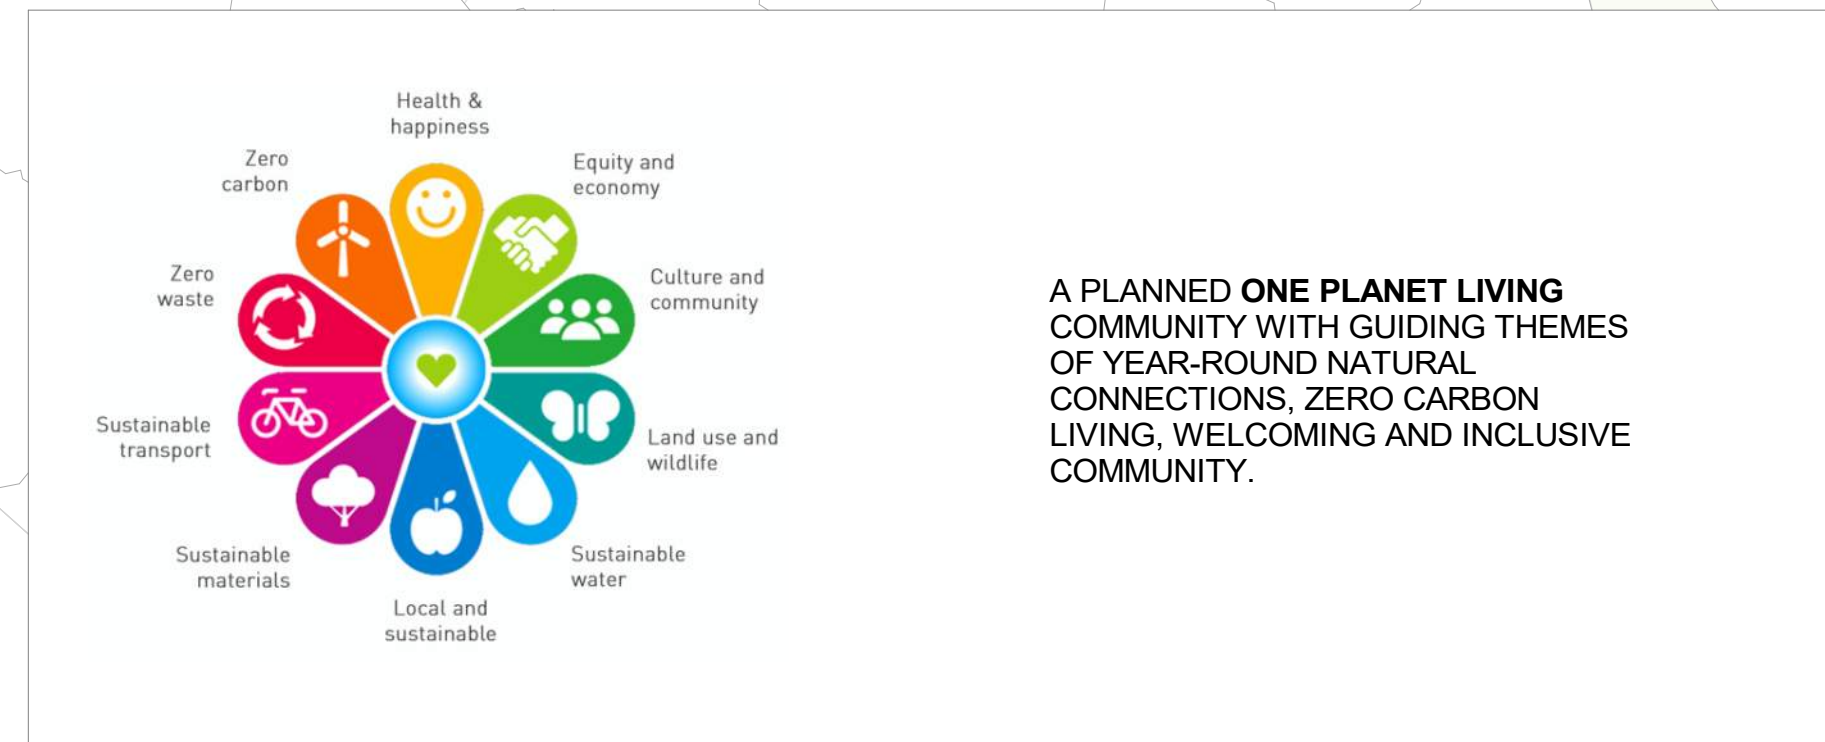 Health &
happiness
Equity and
economy
Culture and
community
Land use and
wildlife
Sustainable
water
Local and
sustainable
Sustainable
materials
Sustainable
transport
Zero
waste
Zero
carbon
A PLANNED ONE PLANET LIVING
COMMUNITY WITH GUIDING THEMES
OF YEAR-ROUND NATURAL
CONNECTIONS, ZERO CARBON
LIVING, WELCOMING AND INCLUSIVE
COMMUNITY.